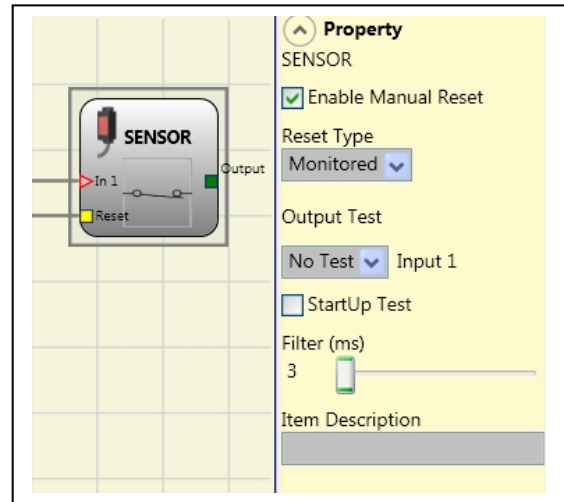 SENSOR
In 1
Output
Reset
Property
SENSOR
Enable Manual Reset
Reset Type
Monitored
Output Test
No Test Input 1
StartUp Test
Filter (ms)
3
Item Description